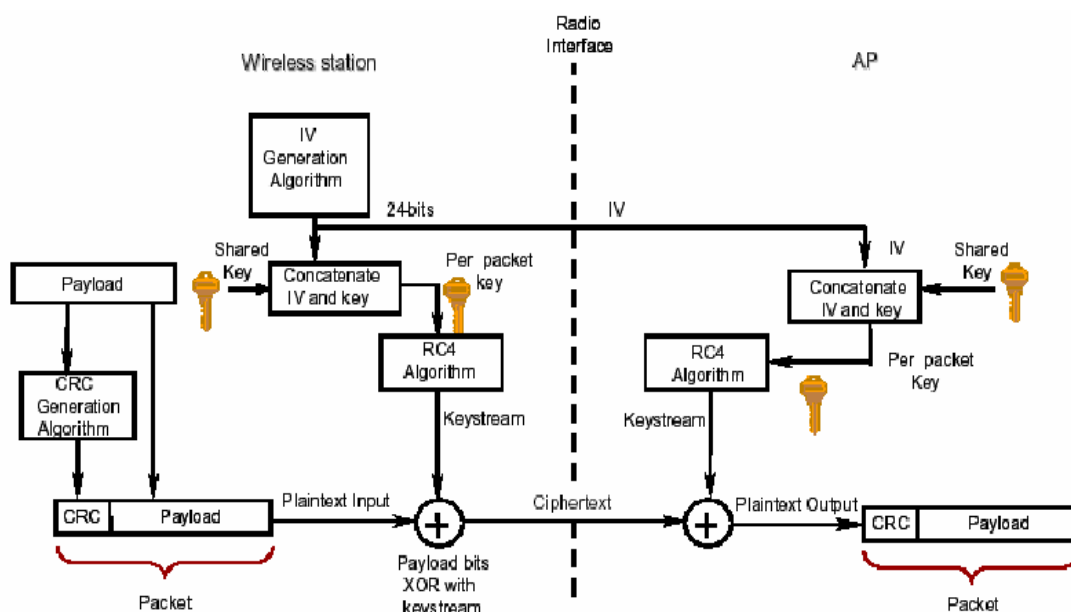 Radio
Interface
Wireless station
AP
IV
Generation
Algorithm
24-bits
IV
Shared
Key
Payload
Concatenate
IV and key
Per packet
key
IV
Shared
Key
Concatenate
IV and key
RC4
Algorithm
RC4
Algorithm
Per packet
Key
CRC
Generation
Algorithm
Keystream
Keystream
CRC
Payload
Plaintext Input
Ciphertext
Plaintext Output
CRC
Payload
Payload bits
XOR with
keystream
Packet
Packet